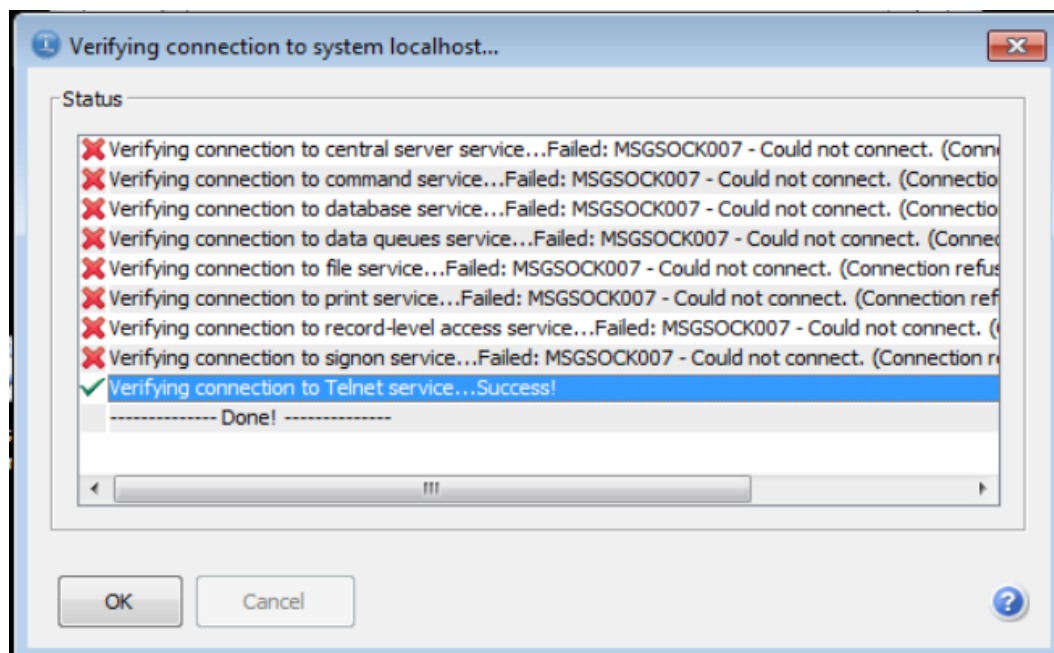 Verifying connection to system localhost...
Status
Verifying connection to central server service...Failed: MSGSOCK007 - Could not connect. (Conn
Verifying connection to command service...Failed: MSGSOCK007 - Could not connect. (Connectio
Verifying connection to database service...Failed: MSGSOCK007 - Could not connect. (Connectio
Verifying connection to data queues service...Failed: MSGSOCK007 - Could not connect. (Connec
Verifying connection to file service...Failed: MSGSOCK007 - Could not connect. (Connection refus
Verifying connection to print service...Failed: MSGSOCK007 - Could not connect. (Connection ref
Verifying connection to record-level access service...Failed: MSGSOCK007 - Could not connect. (
Verifying connection to signon service...Failed: MSGSOCK007 - Could not connect. (Connection r
Verifying connection to Telnet service...Success!
-------------- Done! --------------
OK
Cancel